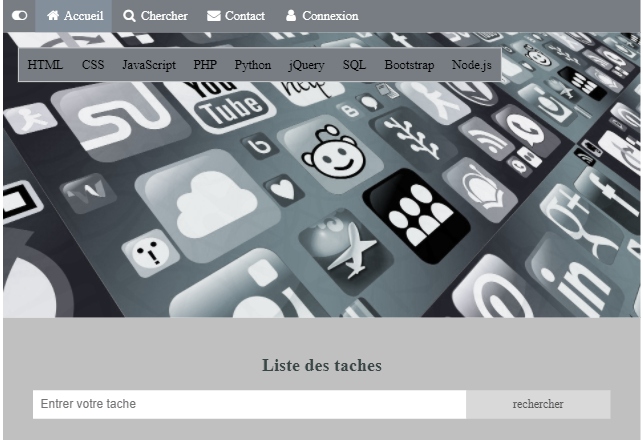 Accueil Chercher Contact Connexion
HTML CSS JavaScript PHP Python jQuery SQL Bootstrap Node.js
You
Tube
in
Liste des taches
Entrer votre tache
rechercher